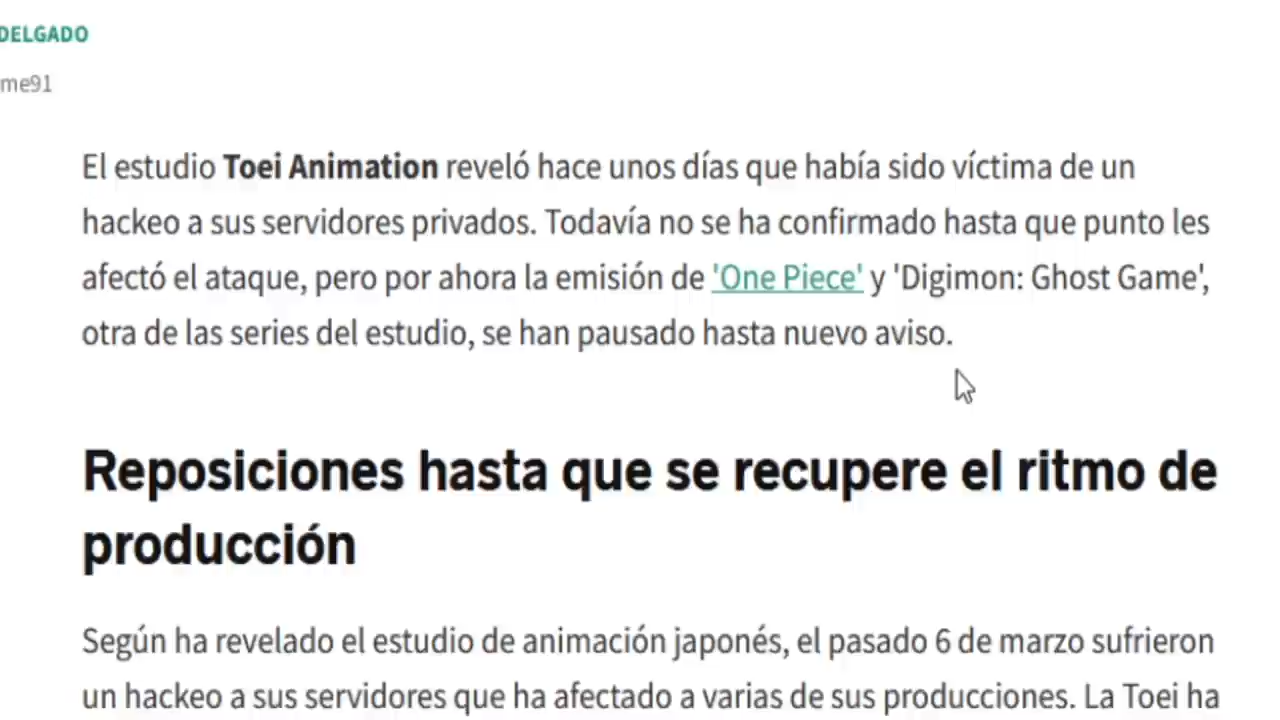 DELGADO
me91
El estudio Toei Animation reveló hace unos días que había sido víctima de un
hackeo a sus servidores privados. Todavía no se ha confirmado hasta que punto les
afectó el ataque, pero por ahora la emisión de 'One Piece' y 'Digimon: Ghost Game',
otra de las series del estudio, se han pausado hasta nuevo aviso.
Reposiciones hasta que se recupere el ritmo de
producción
Según ha revelado el estudio de animación japonés, el pasado 6 de marzo sufrieron
un hackeo a sus servidores que ha afectado a varias de sus producciones. La Toei ha